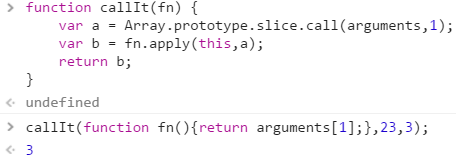 > function callIt(fn) {
var a = Array.prototype.slice.call(arguments,1);
var b = fn.apply(this,a);
return b;
}
< undefined
> callIt(function fn(){return arguments[1];},23,3);
< 3